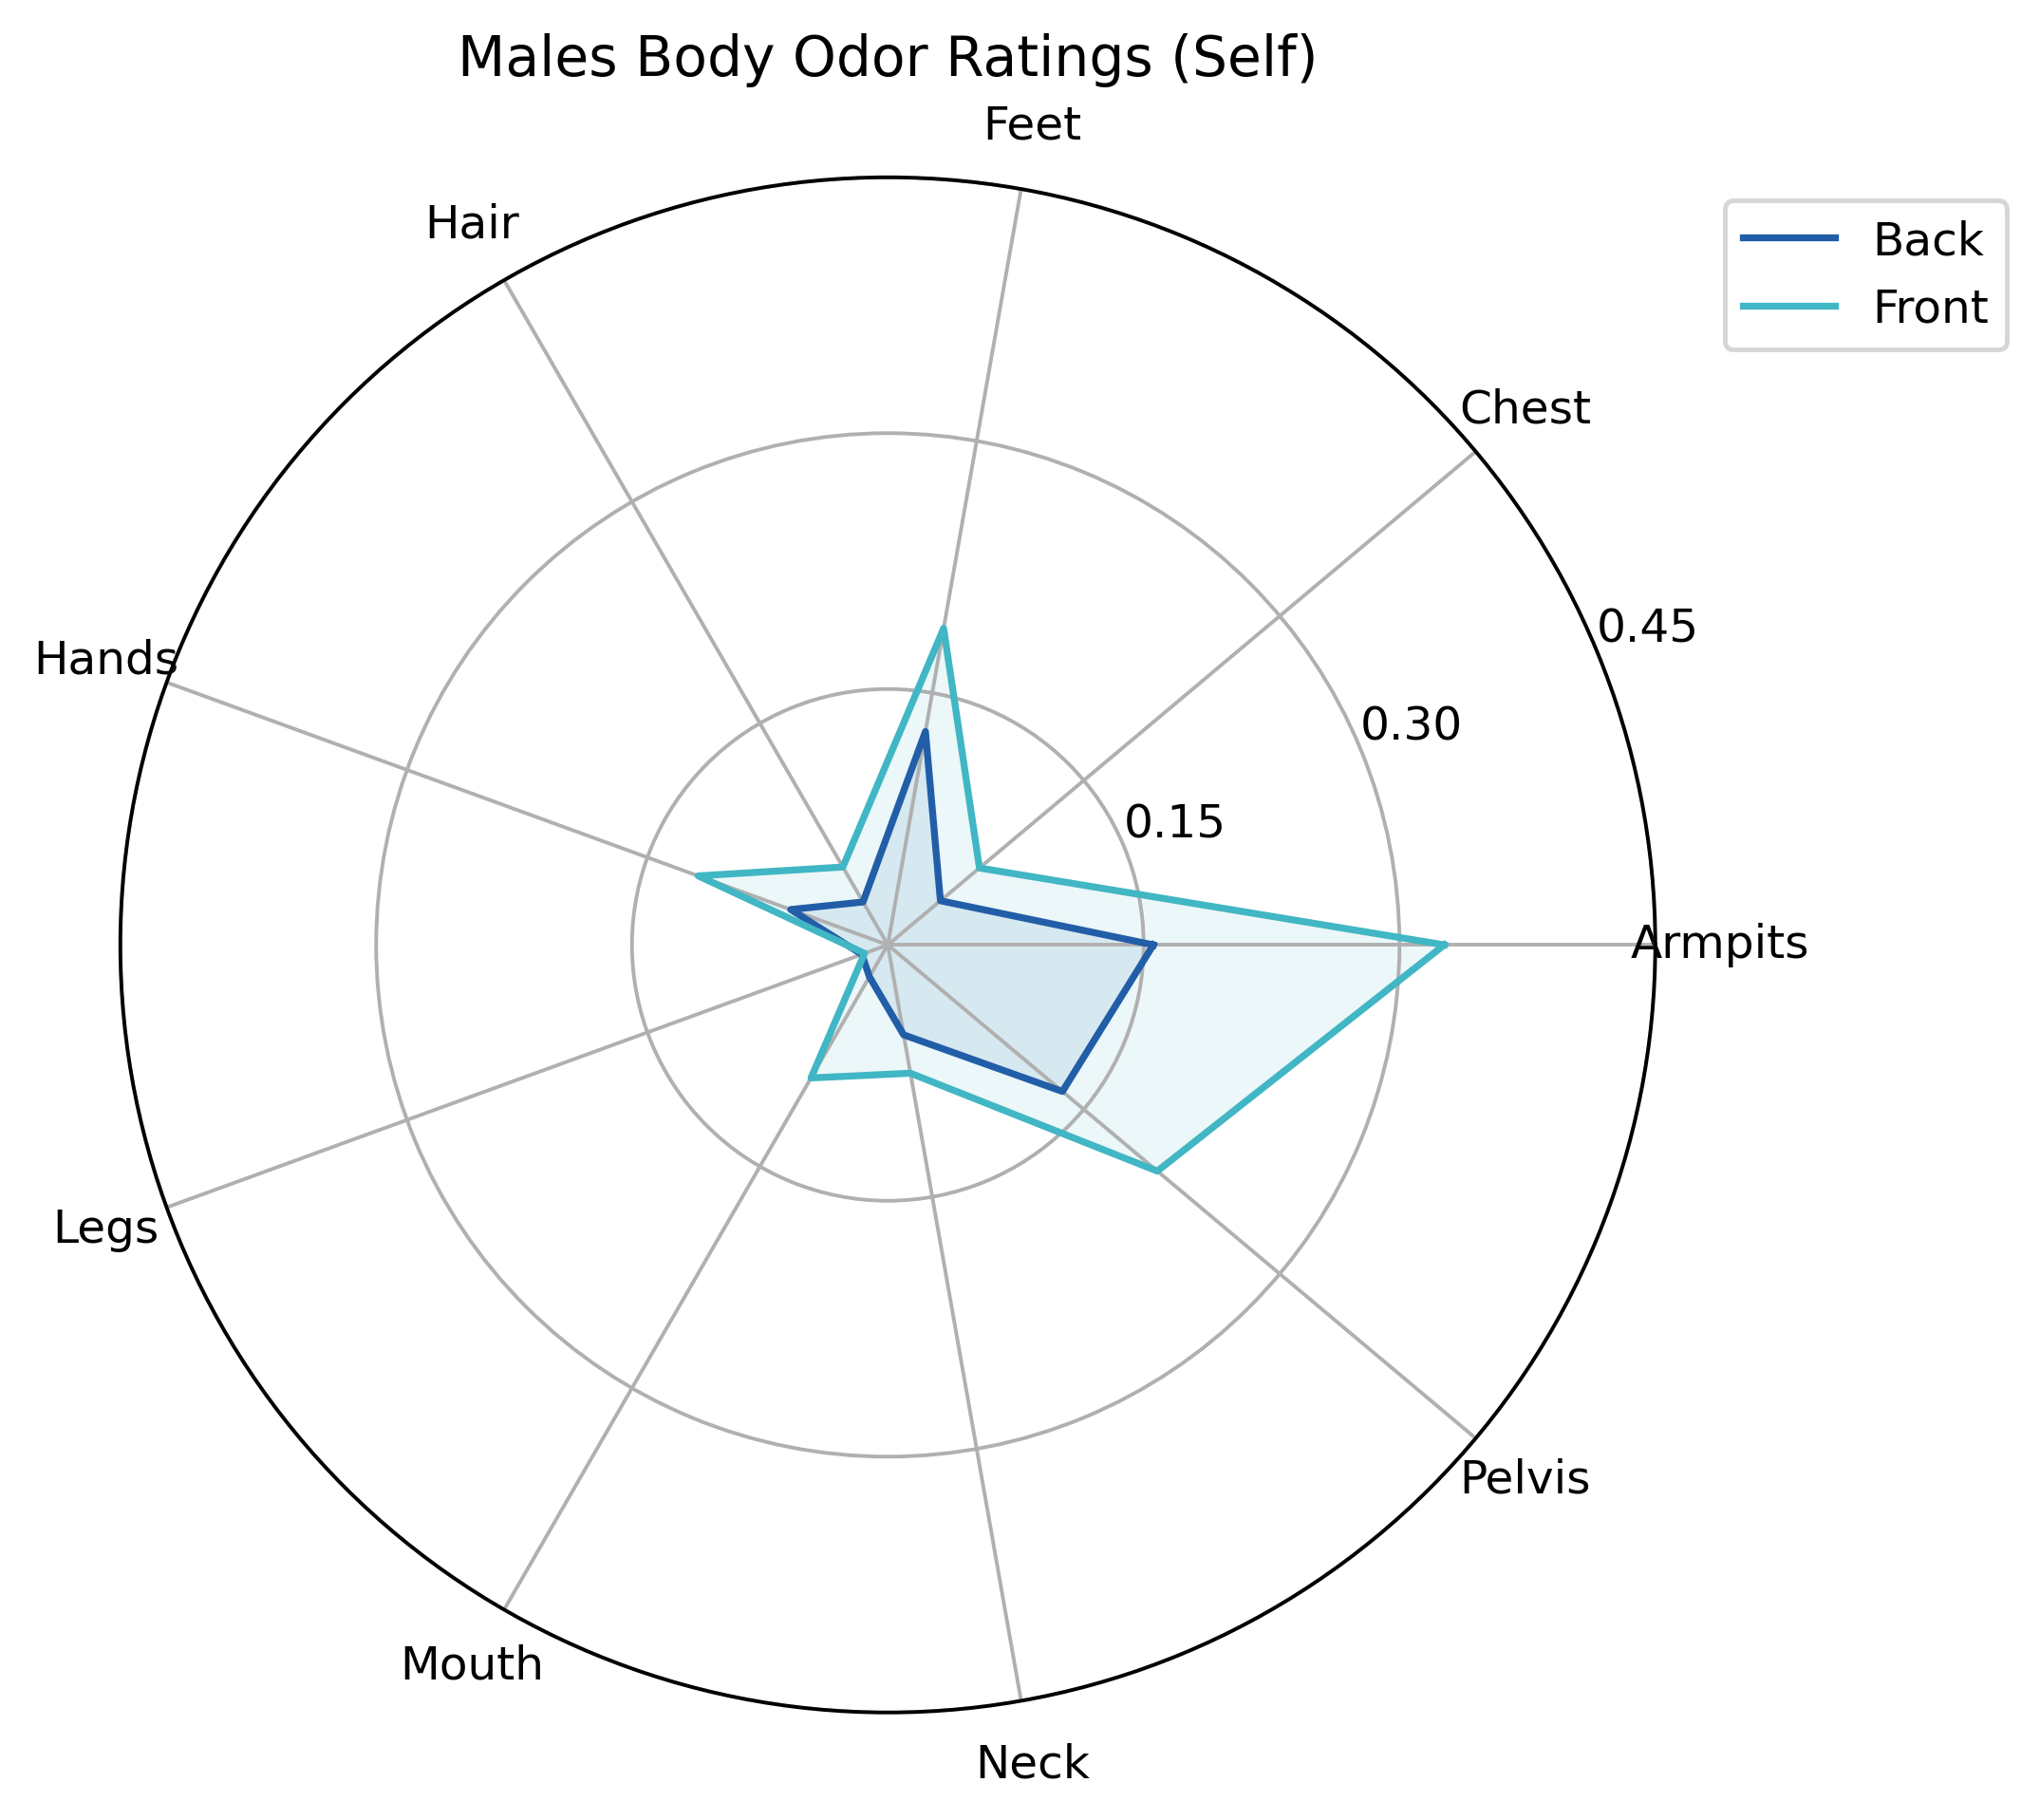 Males Body Odor Ratings (Self)
Feet
Hair
Back
Front
Chest
0.45
Hands
0.30
0.15
Armpits
Legs
Pelvis
Mouth
Neck